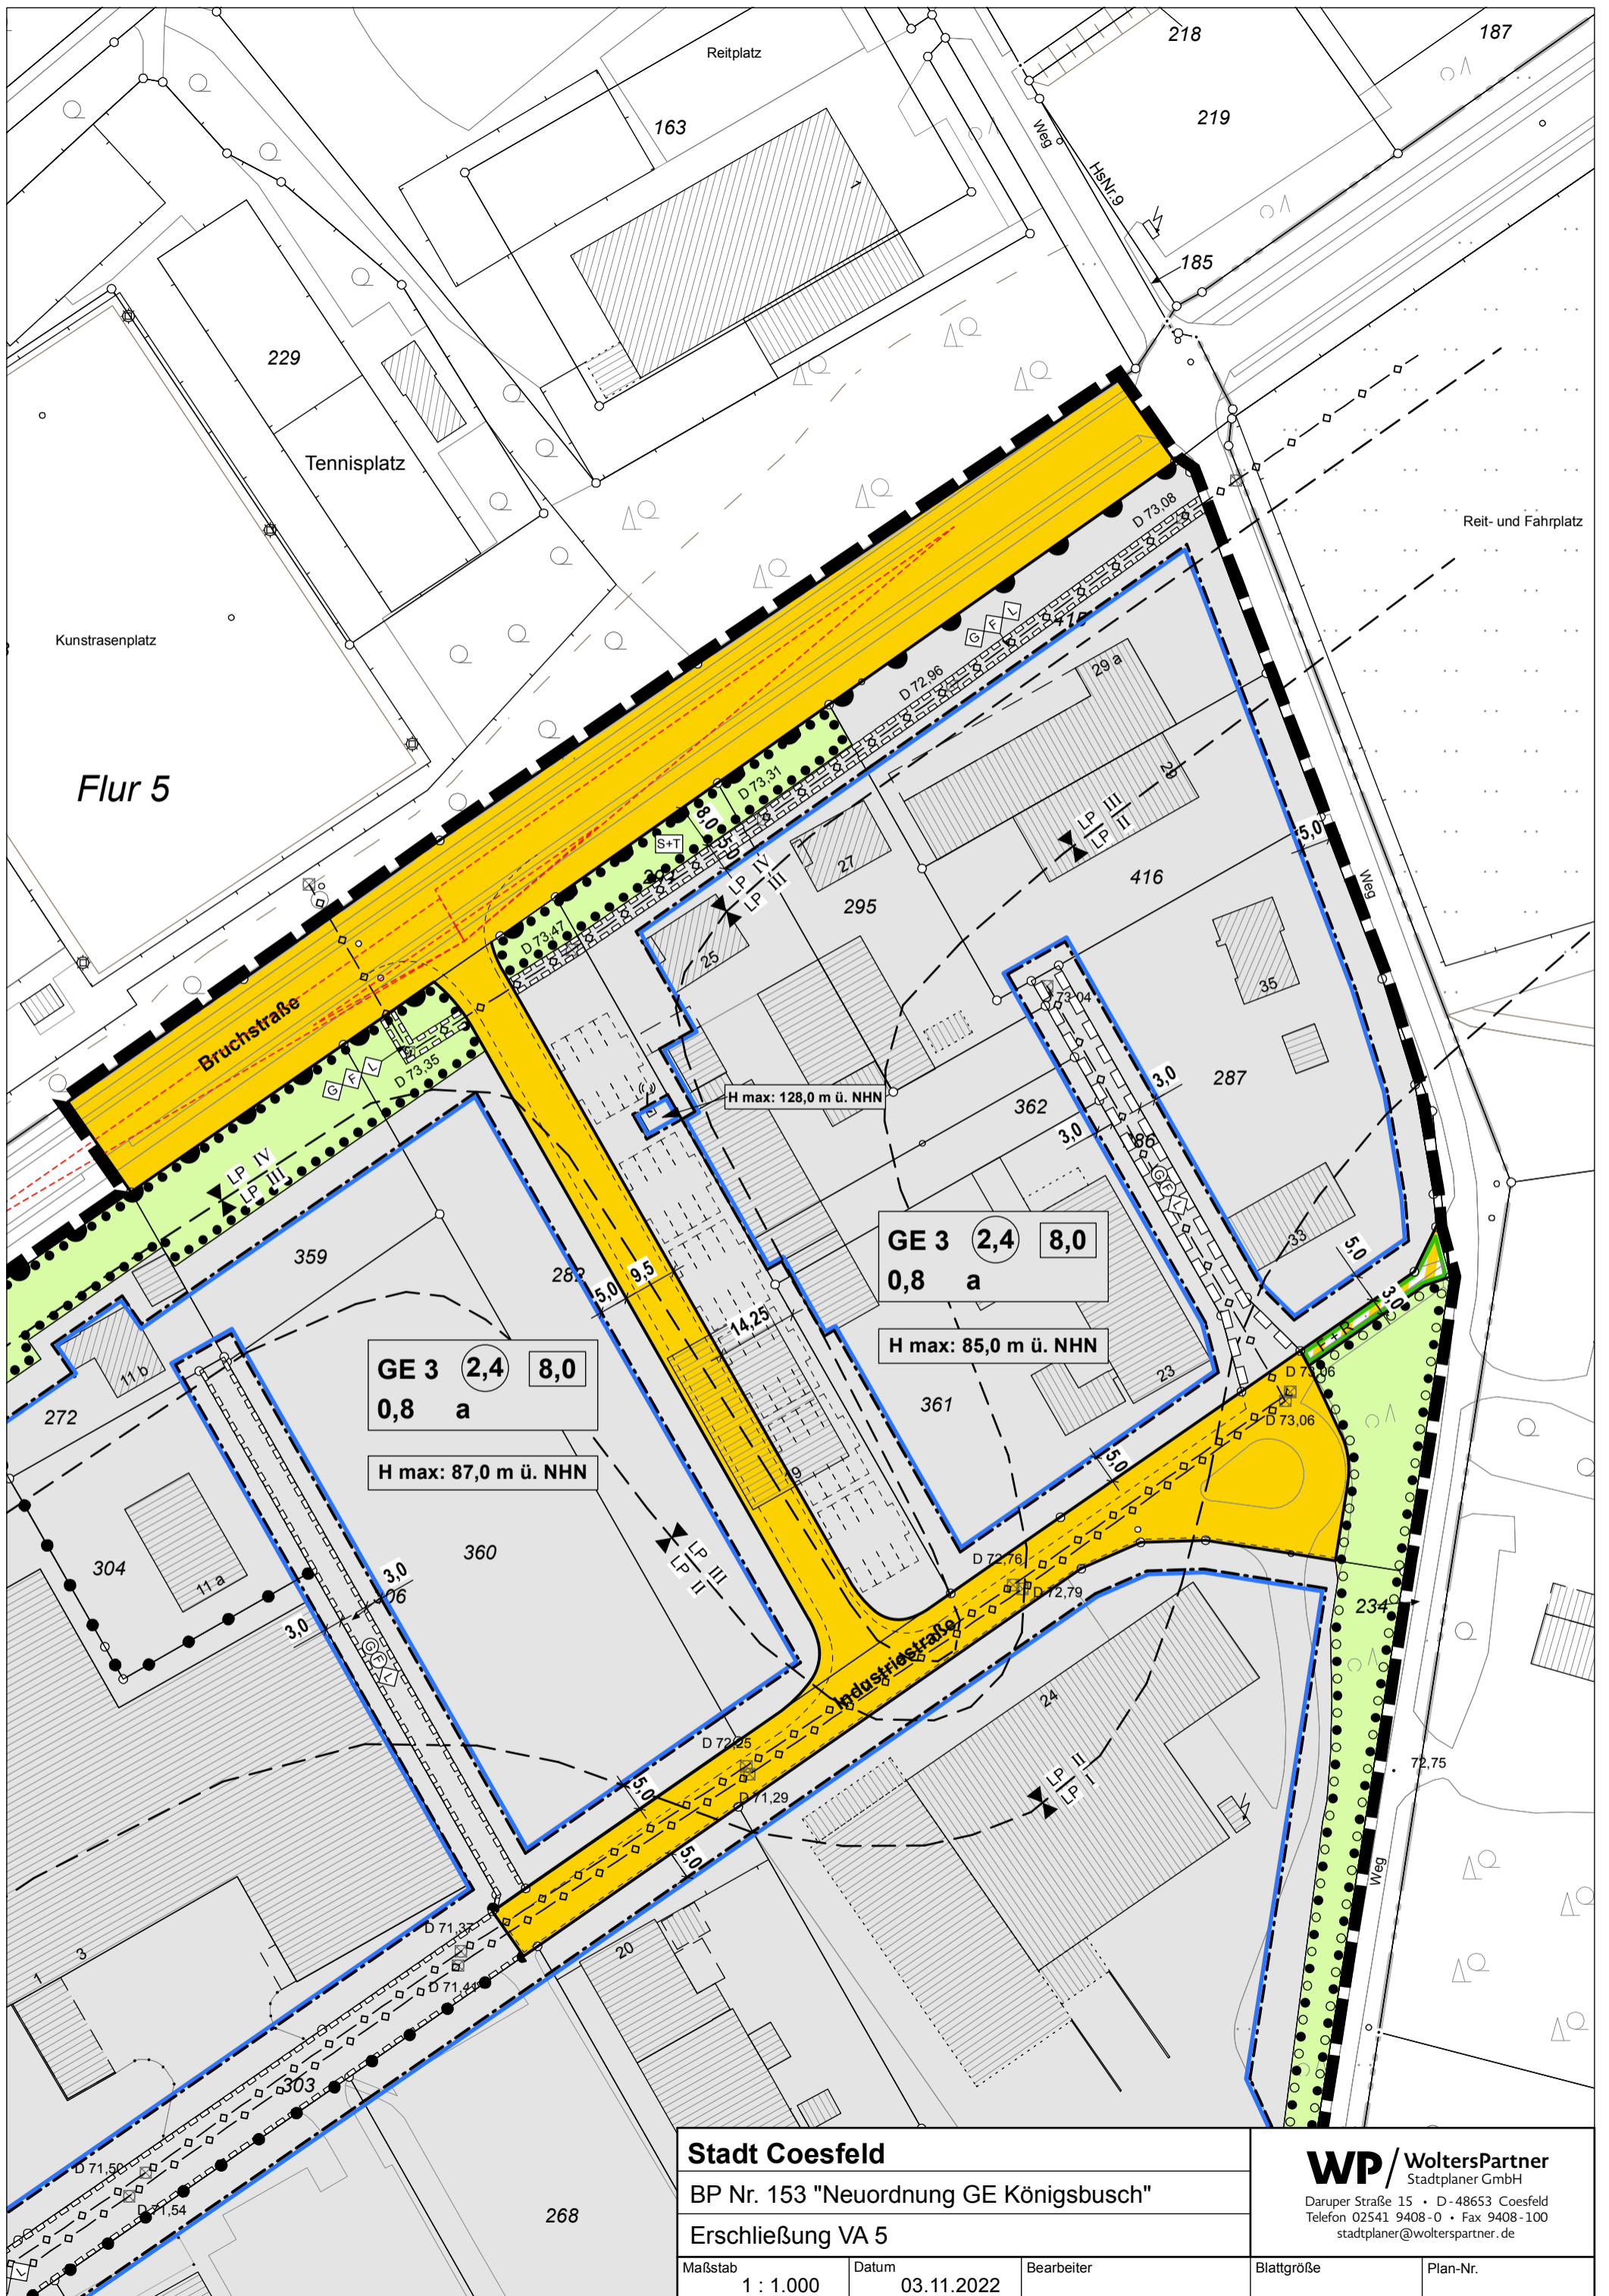 218
187
Reitplatz
163
219
Weg
HsNr.9
1
185
229
Tennisplatz
Reit- und Fahrplatz
Kunstrasenplatz
D 73,08
G F L
415
D 72,96
29 a
29
Flur 5
D 73,31
8,0
5,0
S+T
LP IV
LP III
LP III
LP II
27
295
416
5,0
Weg
D 73,47
25
35
Bruchstraße
73,04
G F L
D 73,35
H max: 128,0 m ü. NHN
362
3,0
3,0
287
LP IV
LP III
G F L
359
282
5,0
9,5
14,25
GE 3 2,4 8,0
0,8 a
H max: 85,0 m ü. NHN
33
5,0
3,0
F + R
GE 3 2,4 8,0
0,8 a
H max: 87,0 m ü. NHN
11 b
272
361
23
D 73,06
D 73,06
5,0
304
11 a
360
3,0
306
3,0
G F L
LP III
LP II
D 72,76
D 72,79
234
Industriestraße
24
D 72,25
D 71,29
5,0
5,0
LP II
LP I
72,75
Weg
D 71,37
D 71,44
20
1
3
303
D 71,50
D 71,54
L
268
Stadt Coesfeld
BP Nr. 153 "Neuordnung GE Königsbusch"
Erschließung VA 5
Maßstab
1 : 1.000
Datum
03.11.2022
Bearbeiter
Blattgröße
Plan-Nr.
WP/WoltersPartner
Stadtplaner GmbH
Daruper Straße 15 • D-48653 Coesfeld
Telefon 02541 9408-0 • Fax 9408-100
stadtplaner@wolterspartner.de